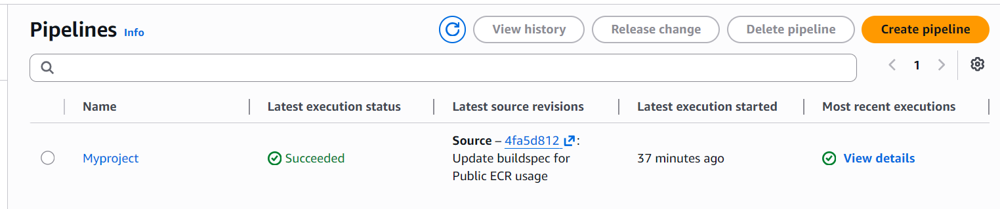 Pipelines Info
View history
Release change
Delete pipeline
Create pipeline
1
Name
Latest execution status
Latest source revisions
Latest execution started
Most recent executions
Myproject
Succeeded
Source – 4fa5d812 :
Update buildspec for
Public ECR usage
37 minutes ago
View details